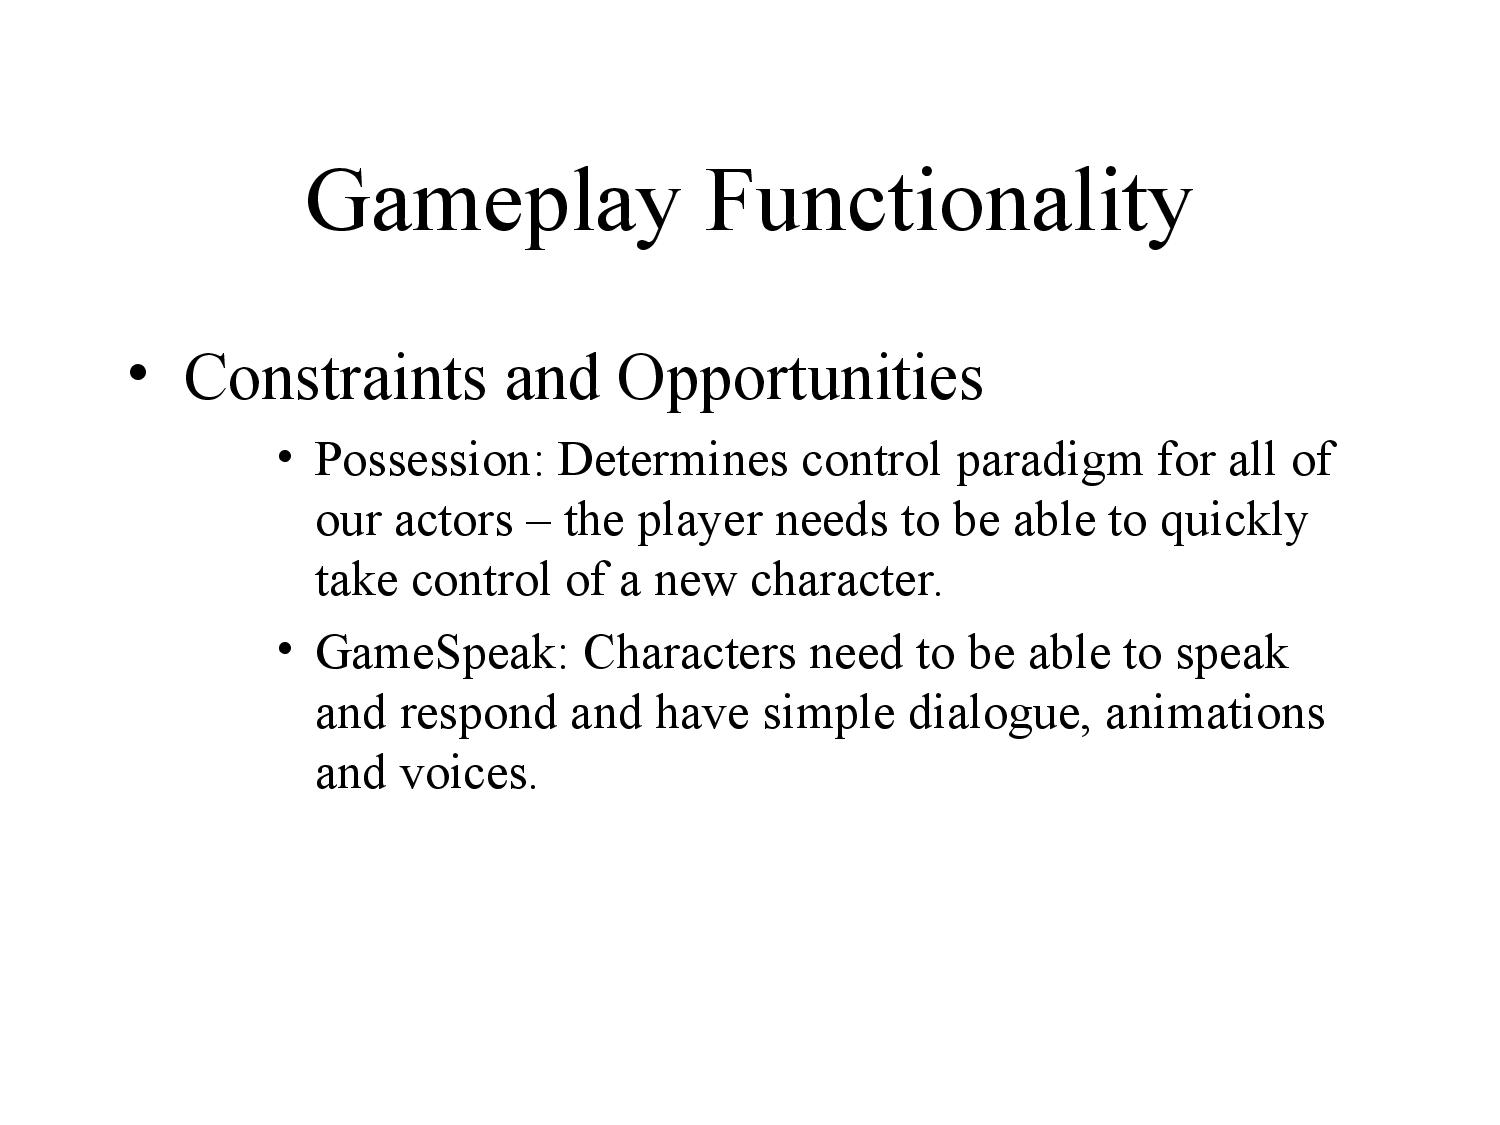 Gameplay Functionality
• Constraints and Opportunities
• Possession: Determines control paradigm for all of
our actors – the player needs to be able to quickly
take control of a new character.
• GameSpeak: Characters need to be able to speak
and respond and have simple dialogue, animations
and voices.